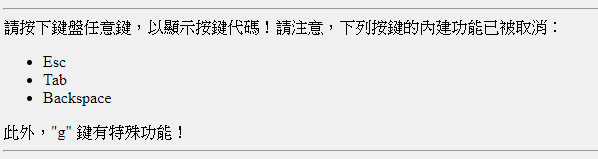 請按下鍵盤任意鍵，以顯示按鍵代碼！請注意，下列按鍵的內建功能已被取消：
Esc
Tab
Backspace
此外，"g" 鍵有特殊功能！